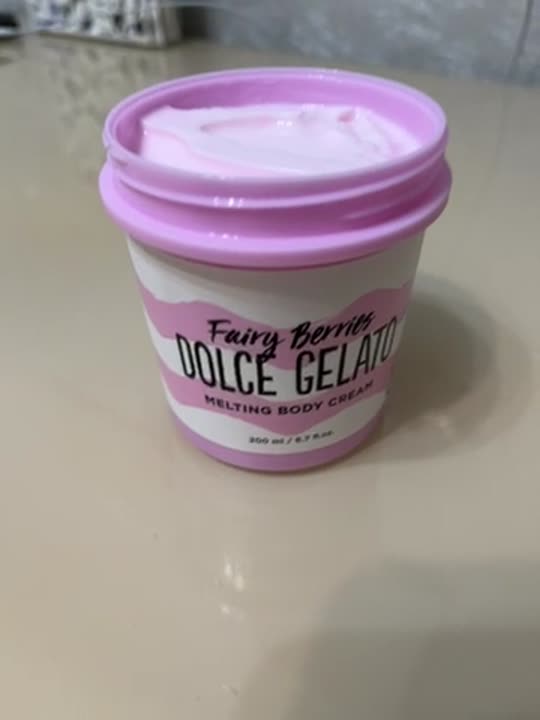 Fairy Berries
DOLCE GELATO
MELTING BODY CREAM
200 ml / 6.7 fl.oz.